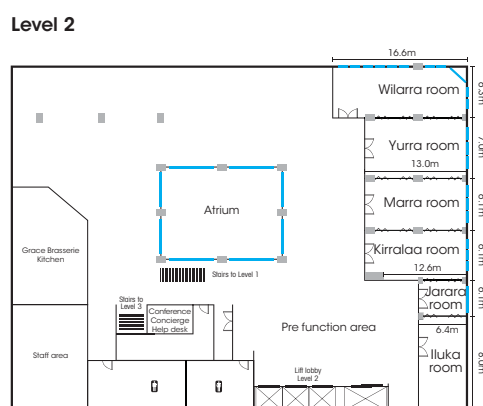 Level 2
16.6m
Wilarra room
Yurra room
13.0m
Marra room
Atrium
Kirralaa room
Grace Brasserie
Kitchen
12.6m
Stairs to Level 1
Jarara
room
Stairs to
Level 3
Conference
Concierge
Help desk
Pre function area
6.4m
Staff area
Iluka
room
Lift lobby
Level 2